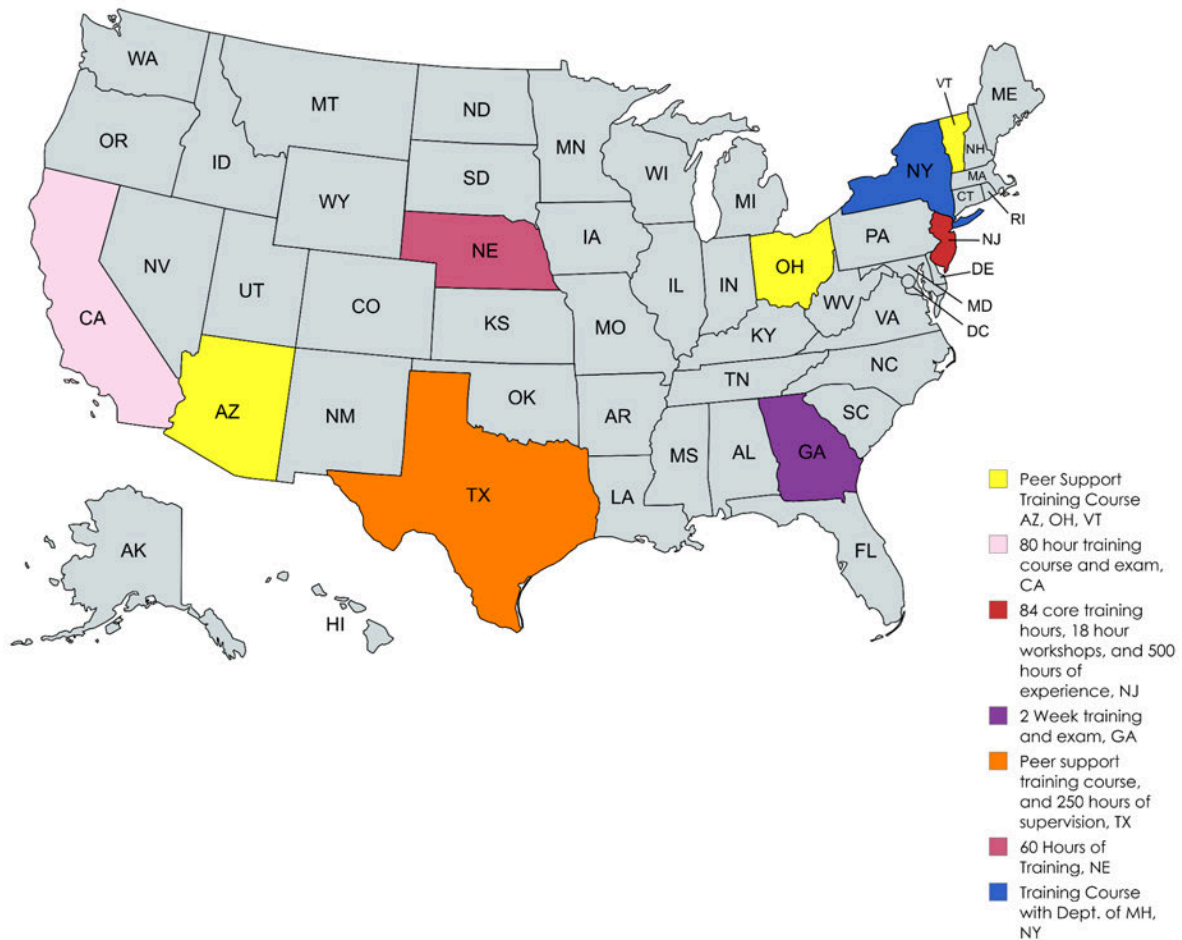 WA
MT
ND
MN
VT
ME
OR
ID
SD
WI
MI
NY
NH
MA
CT
RI
WY
NE
IA
PA
NJ
NV
UT
CO
KS
IL
IN
OH
DE
MD
DC
CA
MO
WV
VA
KY
AZ
NM
OK
AR
TN
NC
SC
TX
LA
MS
AL
GA
FL
AK
HI
Peer Support
Training Course
AZ, OH, VT
80 hour training
course and exam,
CA
84 core training
hours, 18 hour
workshops, and 500
hours of
experience, NJ
2 Week training
and exam, GA
Peer support
training course,
and 250 hours of
supervision, TX
60 Hours of
Training, NE
Training Course
with Dept. of MH,
NY